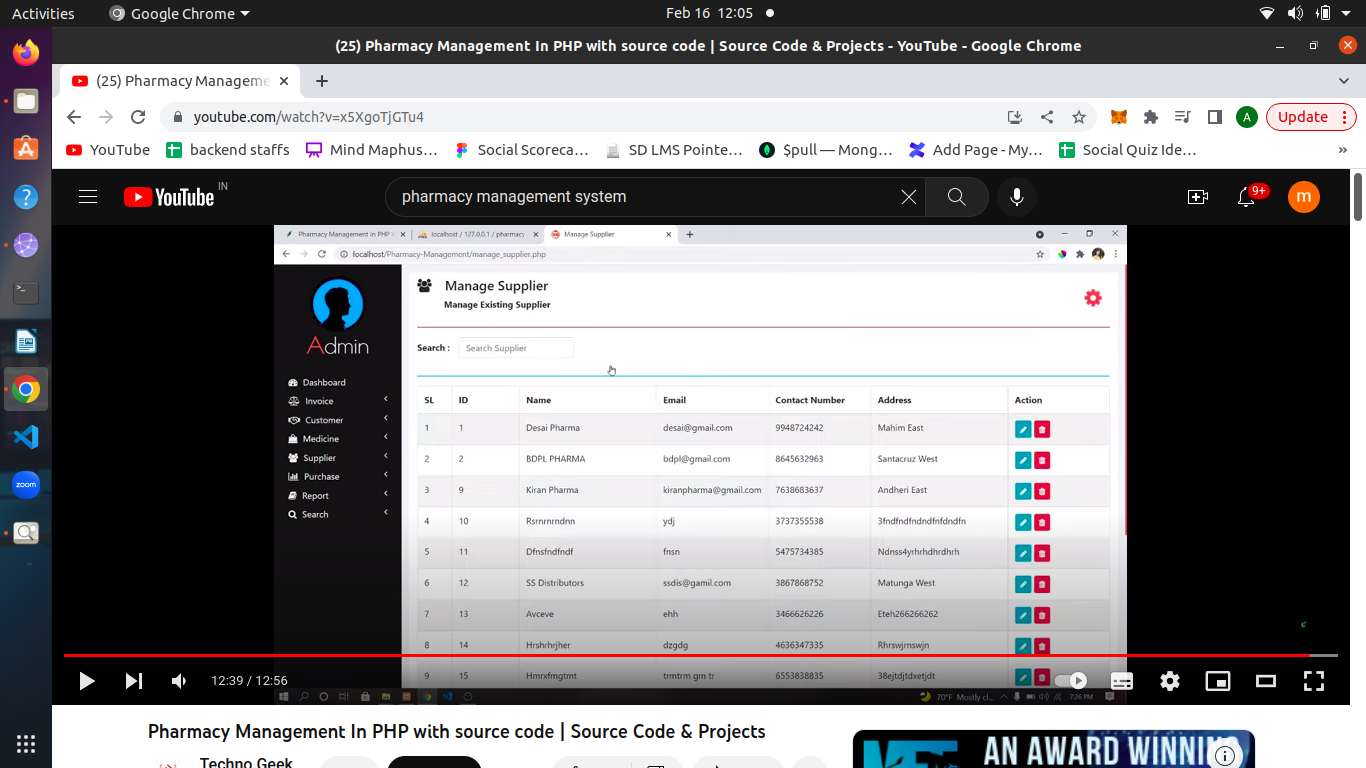 Activities Google Chrome Feb 16 12:05
(25) Pharmacy Management In PHP with source code | Source Code & Projects - YouTube - Google Chrome
(25) Pharmacy Manageme
youtube.com/watch?v=x5XgoTjGTu4 A Update
YouTube backend staffs Mind Maphus… Social Scoreca… SD LMS Pointe… $pull — Mong… Add Page - My… Social Quiz Ide… »
YouTube IN pharmacy management system 9+ m
Pharmacy Management in PHP localhost / 127.0.0.1 / pharmacy Manage Supplier
localhost/Pharmacy-Management/manage_supplier.php
Admin
Dashboard
Invoice
Customer
Medicine
Supplier
Purchase
Report
Search
Manage Supplier
Manage Existing Supplier
Search : Search Supplier
SL ID Name Email Contact Number Address Action
1 1 Desai Pharma desai@gmail.com 9948724242 Mahim East
2 2 BDPL PHARMA bdpl@gmail.com 8645632963 Santacruz West
3 9 Kiran Pharma kiranpharma@gmail.com 7638683637 Andheri East
4 10 Rsrnrnrndnn ydj 3737355538 3fndfndfndndfnfdndfn
5 11 Dfnsfndfndf fnsn 5475734385 Ndnss4yrhrhdhrdhrh
6 12 SS Distributors ssdis@gamil.com 3867868752 Matunga West
7 13 Avceve ehh 3466626226 Eteh266266262
8 14 Hrshrhrjher dzgdg 4636347335 Rhrswjrnswjn
9 15 Hmrxfmgtmt trmtrm gm tr 6553838835 38ejtdjtdxetjdt
70°F Mostly cl... 7:26 PM
12:39 / 12:56
Pharmacy Management In PHP with source code | Source Code & Projects
Techno Geek
AN AWARD WINNING
zoom